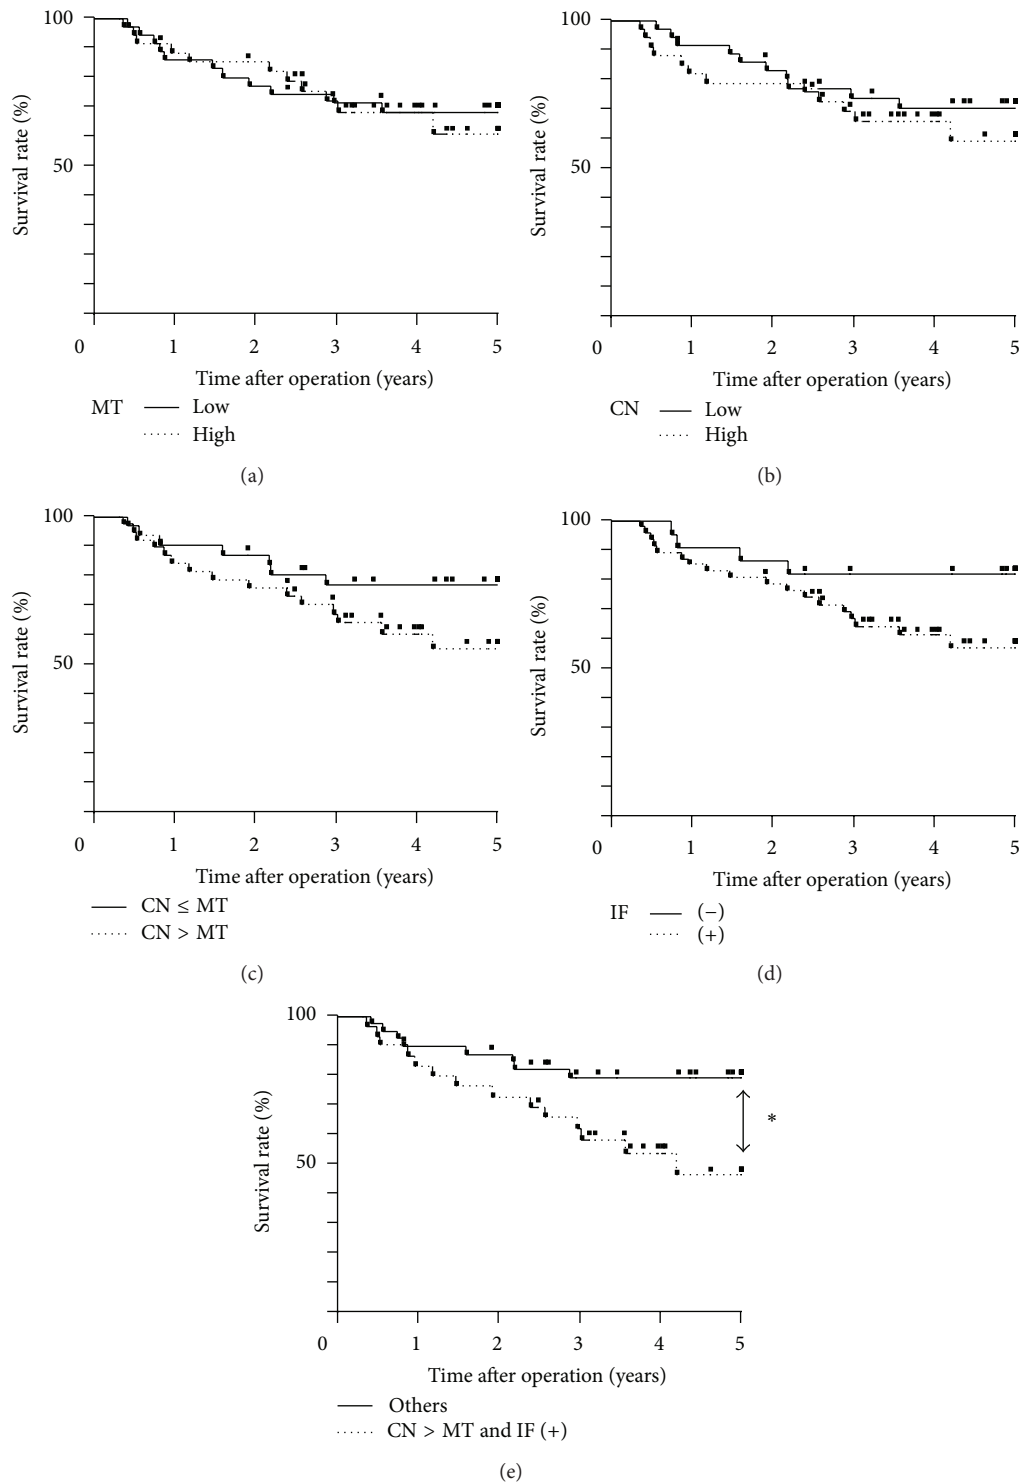 100
50
Survival rate (%)
0 1 2 3 4 5
Time after operation (years)
MT Low
High
(a)
100
50
Survival rate (%)
0 1 2 3 4 5
Time after operation (years)
CN Low
High
(b)
100
50
Survival rate (%)
0 1 2 3 4 5
Time after operation (years)
CN ≤ MT
CN > MT
(c)
100
50
Survival rate (%)
0 1 2 3 4 5
Time after operation (years)
IF (−)
(+)
(d)
100
50
Survival rate (%)
*
0 1 2 3 4 5
Time after operation (years)
Others
CN > MT and IF (+)
(e)